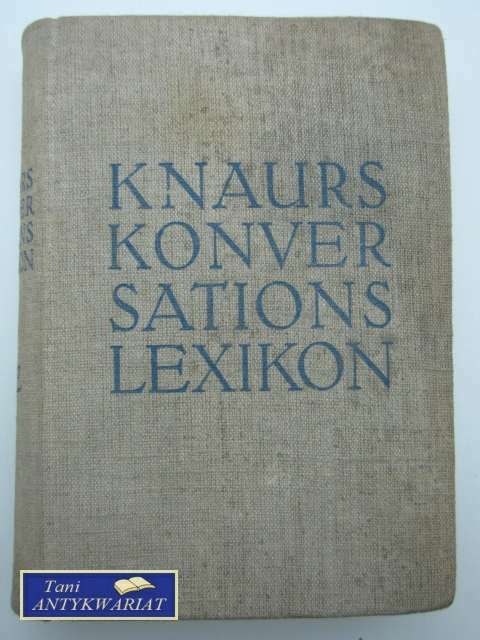 KNAURS
KONVER
SATIONS
LEXIKON
Tani
ANTYKWARIAT